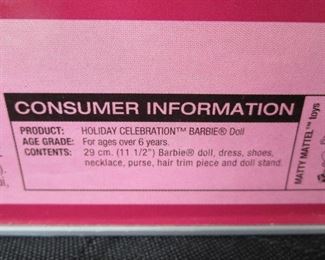 CONSUMER INFORMATION
PRODUCT: HOLIDAY CELEBRATION™ BARBIE® Doll
AGE GRADE: For ages over 6 years.
CONTENTS: 29 cm. (11 1/2") Barbie® doll, dress, shoes,
necklace, purse, hair trim piece and doll stand.
MATTY MATTEL™ toys